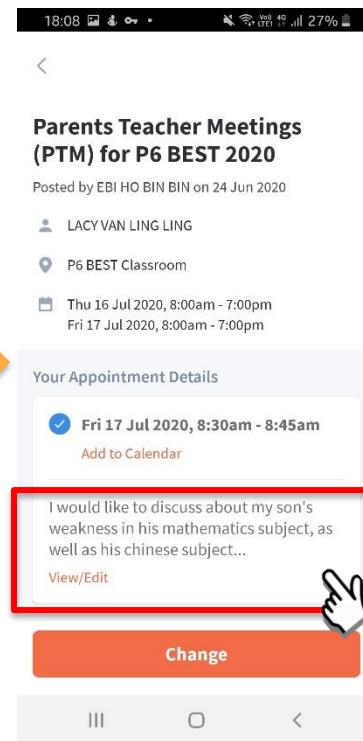 18:08 27%
Parents Teacher Meetings
(PTM) for P6 BEST 2020
Posted by EBI HO BIN BIN on 24 Jun 2020
LACY VAN LING LING
P6 BEST Classroom
Thu 16 Jul 2020, 8:00am - 7:00pm
Fri 17 Jul 2020, 8:00am - 7:00pm
Your Appointment Details
Fri 17 Jul 2020, 8:30am - 8:45am
Add to Calendar
I would like to discuss about my son's
weakness in his mathematics subject, as
well as his chinese subject...
View/Edit
Change